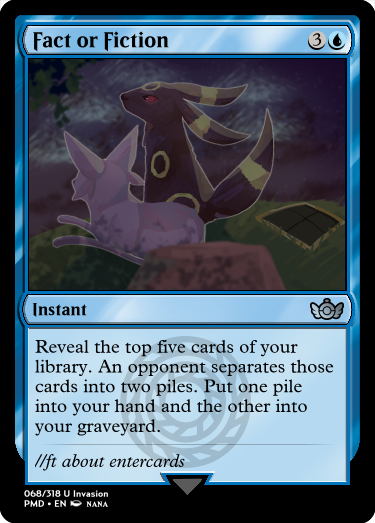 Fact or Fiction 3
Instant
Reveal the top five cards of your
library. An opponent separates those
cards into two piles. Put one pile
into your hand and the other into
your graveyard.
//ft about entercards
068/318 U Invasion
PMD • EN NANA